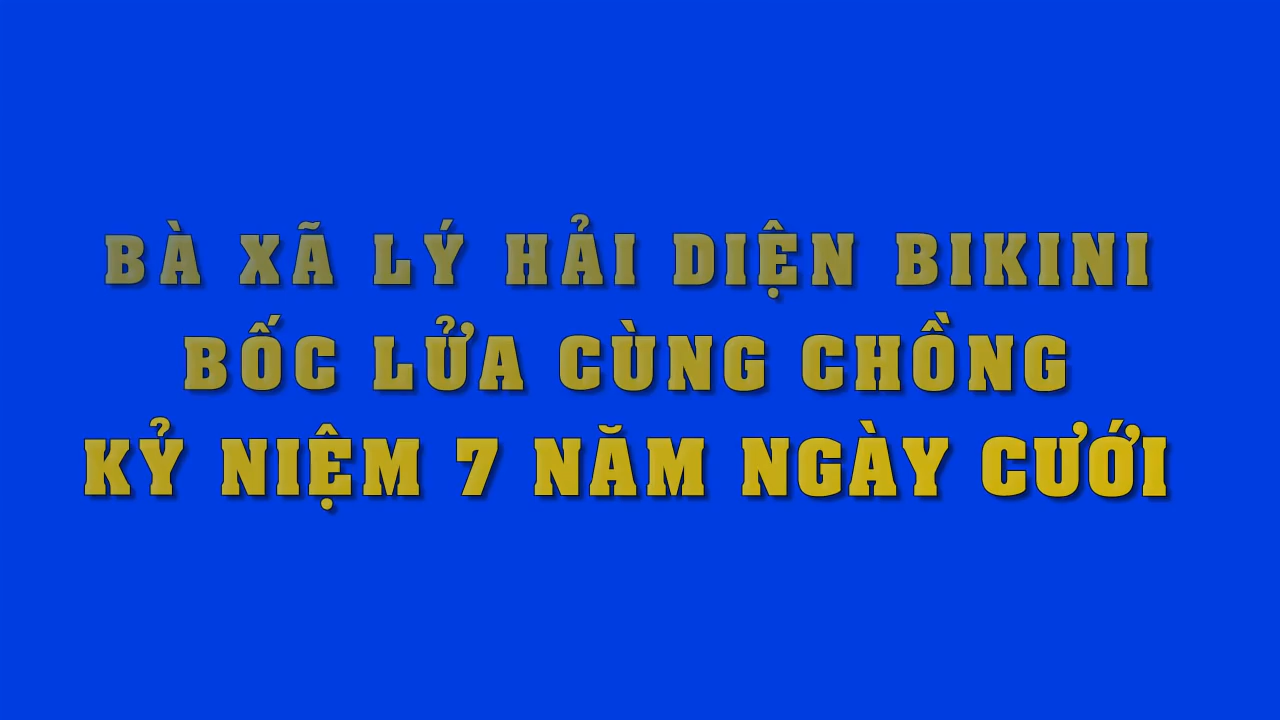 BÀ XÃ LÝ HẢI DIỆN BIKINI
BỐC LỬA CÙNG CHỒNG
KỶ NIỆM 7 NĂM NGÀY CƯỚI